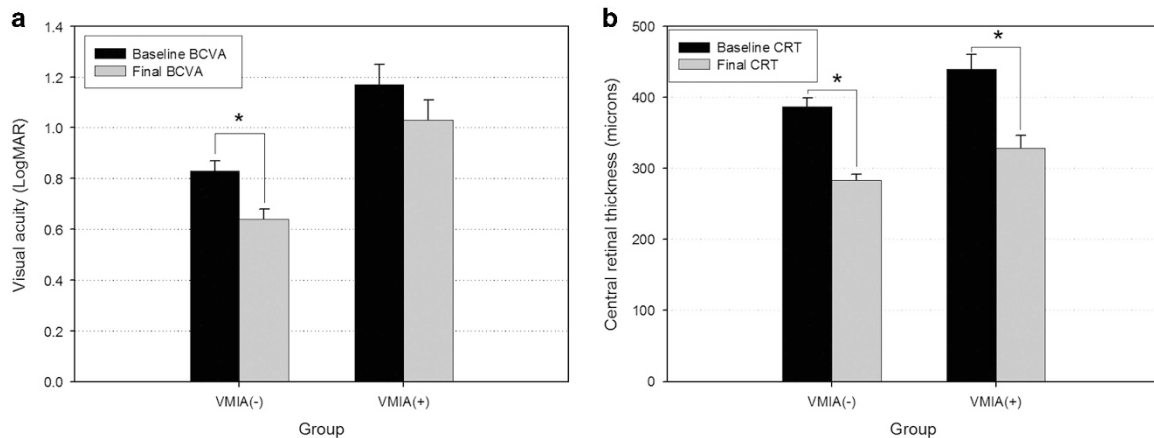 a
1.4
1.2
1.0
0.8
0.6
0.4
0.2
0.0
Visual acuity (LogMAR)
Baseline BCVA
Final BCVA
*
VMIA(-)
VMIA(+)
Group
b
500
400
300
200
100
0
Central retinal thickness (microns)
Baseline CRT
Final CRT
*
*
VMIA(-)
VMIA(+)
Group